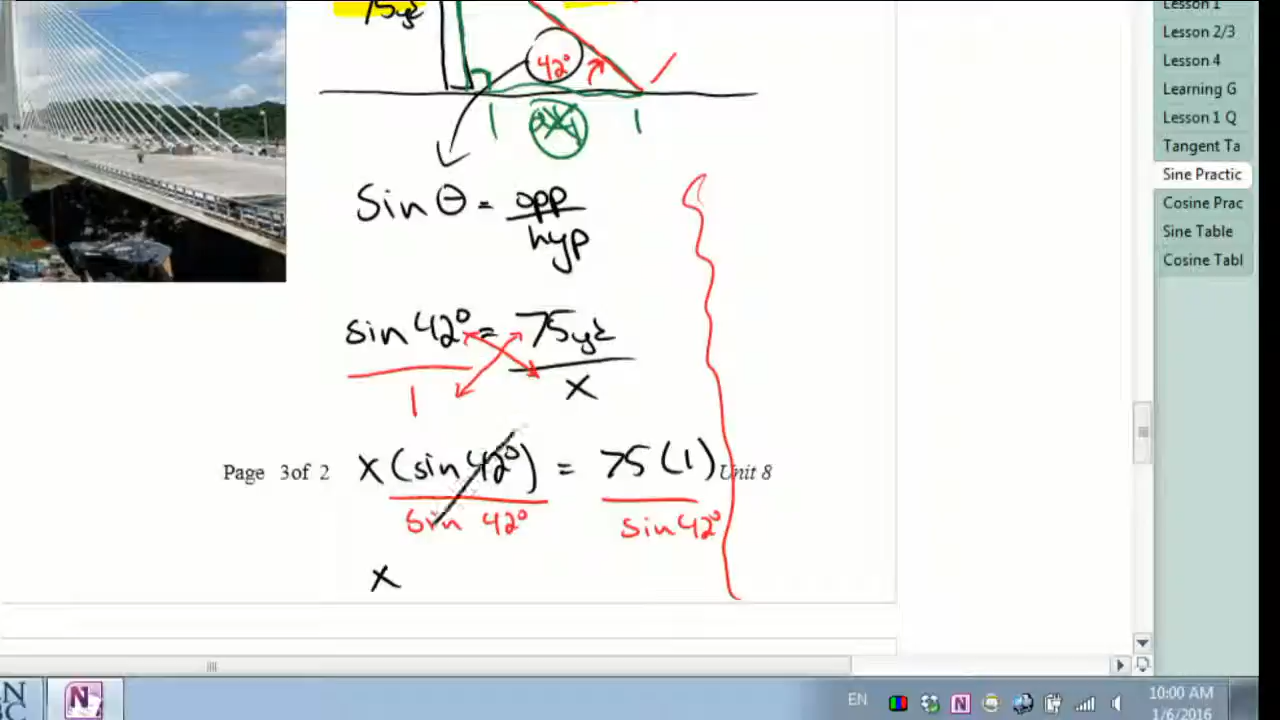 75yd
42°
adj
1 1
Sin θ = opp
hyp
sin 42° = 75yd
1 x
x (sin 42°) = 75 (1)
sin 42° sin 42°
Page 3of 2 Unit 8
x
Lesson 1
Lesson 2/3
Lesson 4
Learning G
Lesson 1 Q
Tangent Ta
Sine Practic
Cosine Prac
Sine Table
Cosine Tabl
EN
10:00 AM
1/6/2016